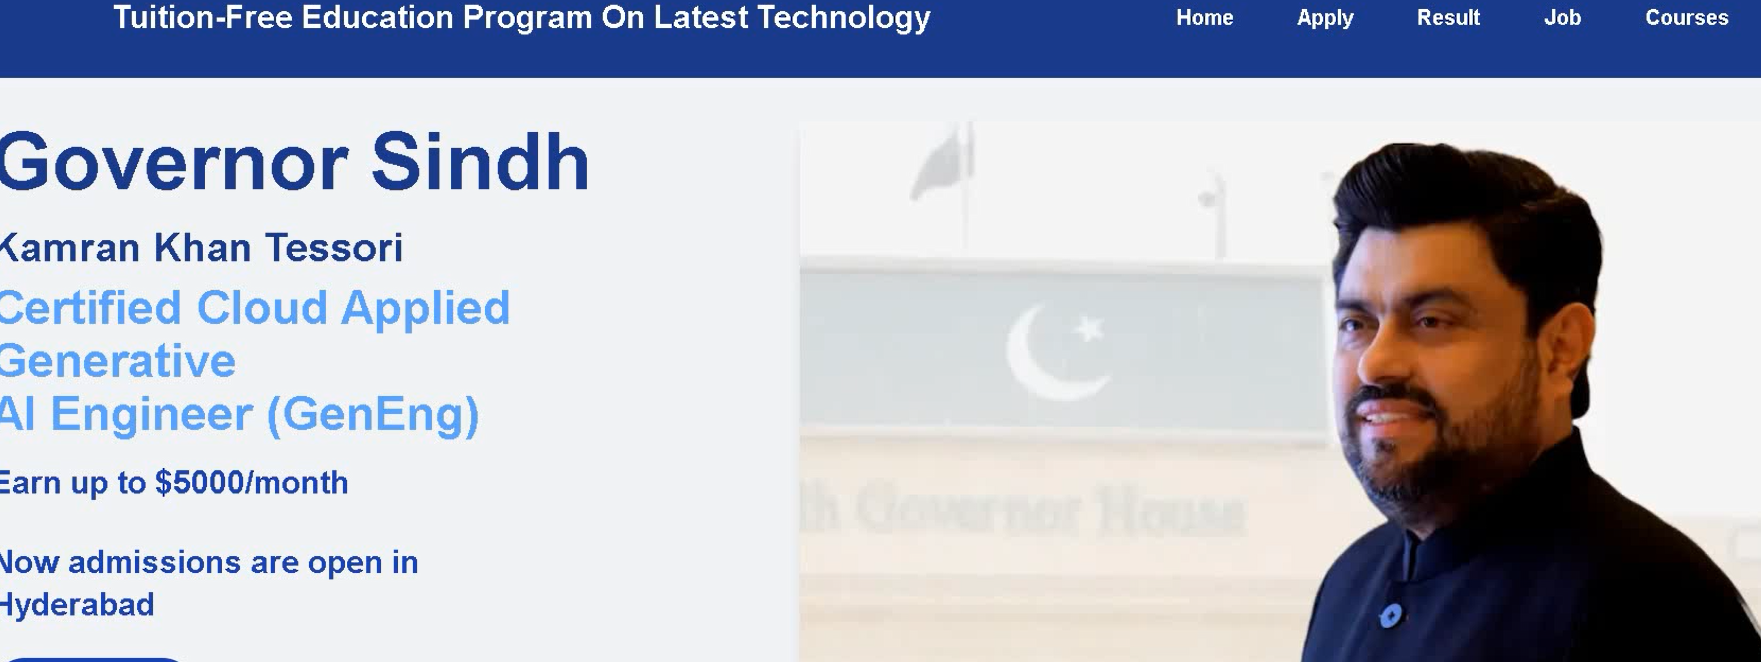 Tuition-Free Education Program On Latest Technology
Home Apply Result Job Courses
Governor Sindh
Kamran Khan Tessori
Certified Cloud Applied
Generative
AI Engineer (GenEng)
Earn up to $5000/month
Now admissions are open in
Hyderabad
Governor House